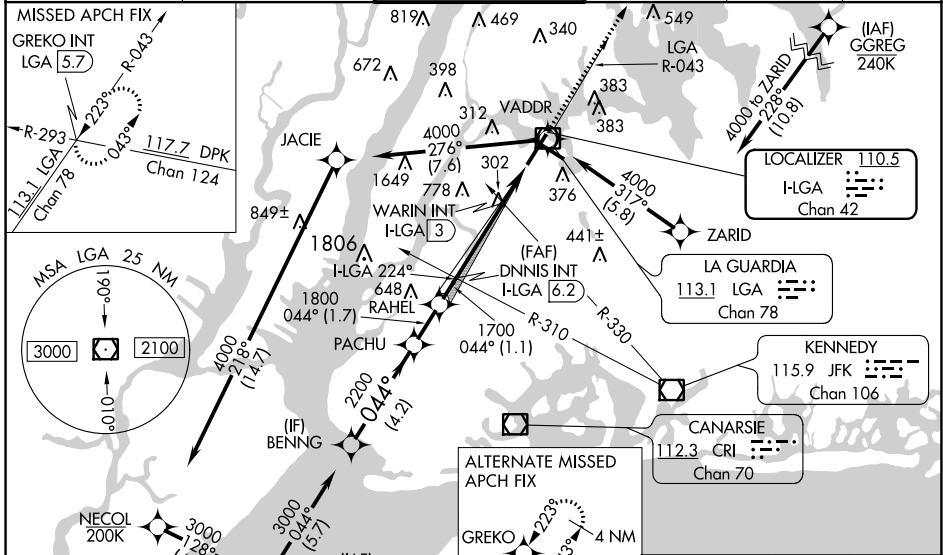 MISSED APCH FIX
GREKO INT
LGA 5.7
R-043
223°
043°
R-293
117.7 DPK
Chan 124
113.1 LGA
Chan 78
819
469
340
549
672
398
312
383
383
LGA
R-043
(IAF)
GGREG
240K
4000 to ZARID
228°
(10.8)
VADDR
JACIE
4000
276°
(7.6)
1649
302
778
376
LOCALIZER 110.5
I-LGA
Chan 42
4000
317°
(5.8)
ZARID
849±
WARIN INT
I-LGA 3
1806
441±
(FAF)
DNNIS INT
I-LGA 6.2
I-LGA 224°
648
RAHEL
1800
044° (1.7)
PACHU
1700
044° (1.1)
R-310
R-330
LA GUARDIA
113.1 LGA
Chan 78
MSA LGA 25 NM
190°
3000
2100
010°
4000
218°
(14.7)
2200
044°
(4.2)
(IF)
BENNG
KENNEDY
115.9 JFK
Chan 106
CANARSIE
112.3 CRI
Chan 70
ALTERNATE MISSED
APCH FIX
223°
4 NM
GREKO
3000
044°
(5.7)
NECOL
200K
3000
128°